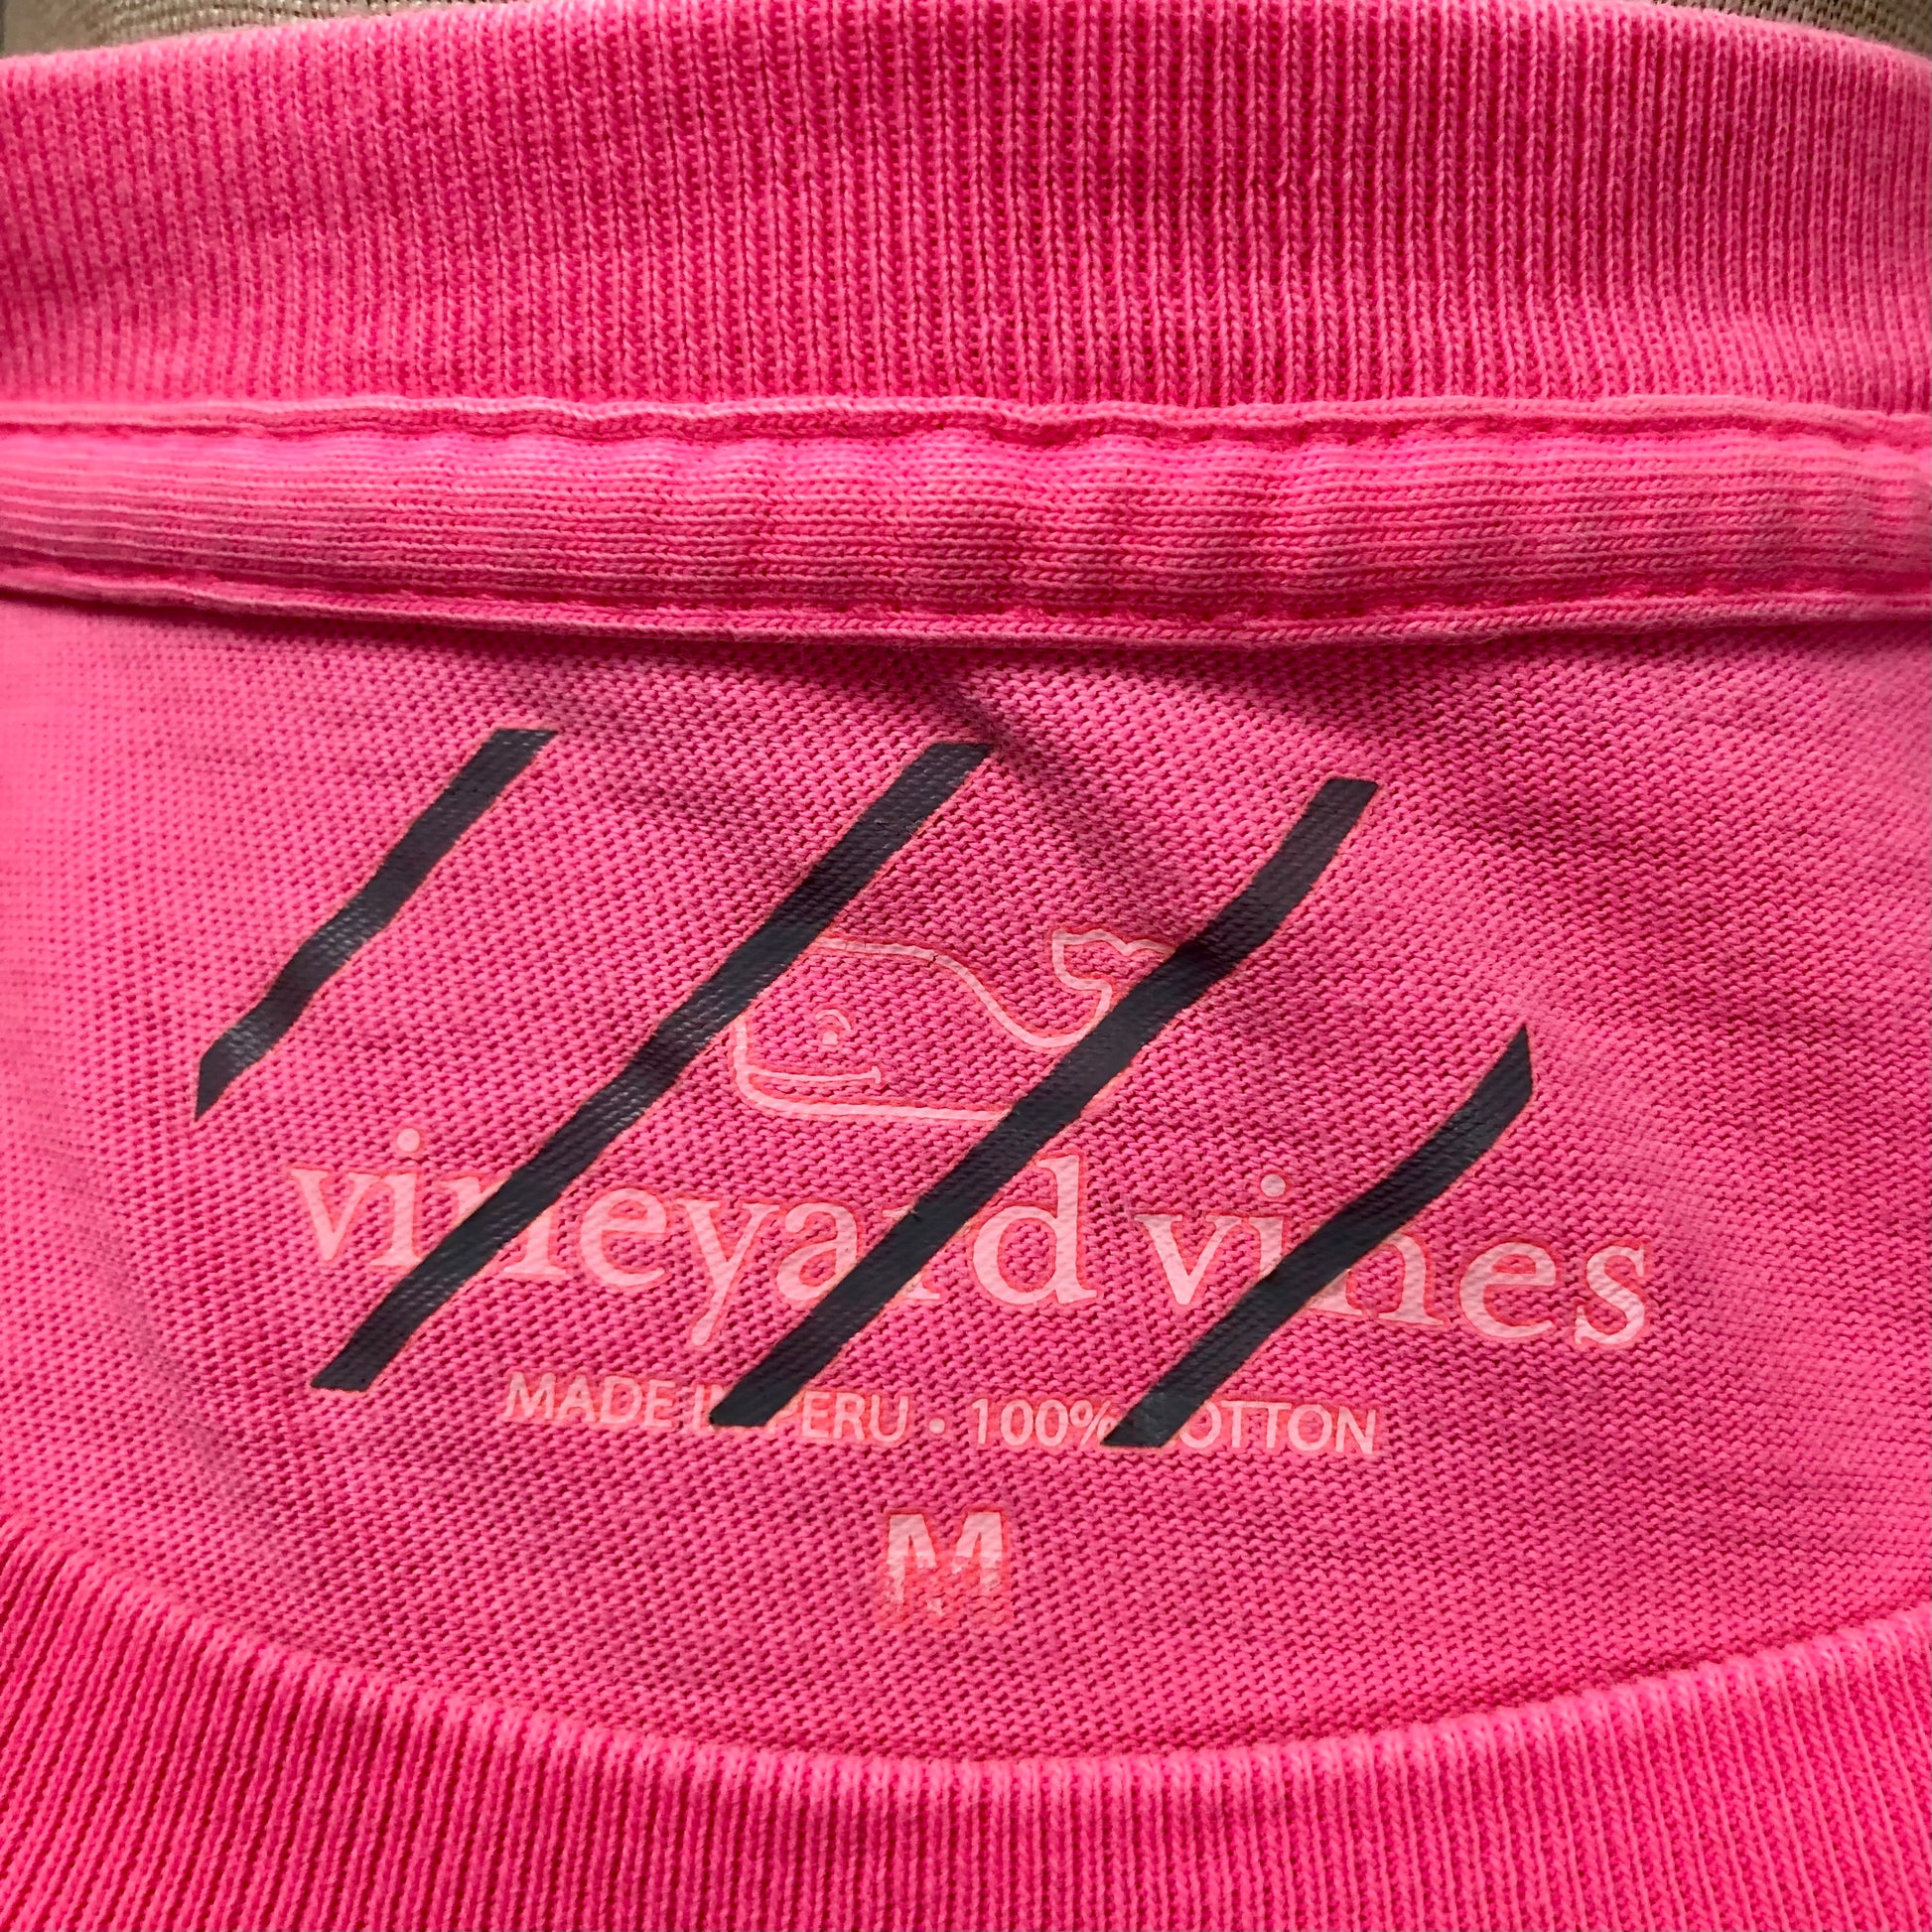 vineyard vines
MADE IN PERU • 100% COTTON
M